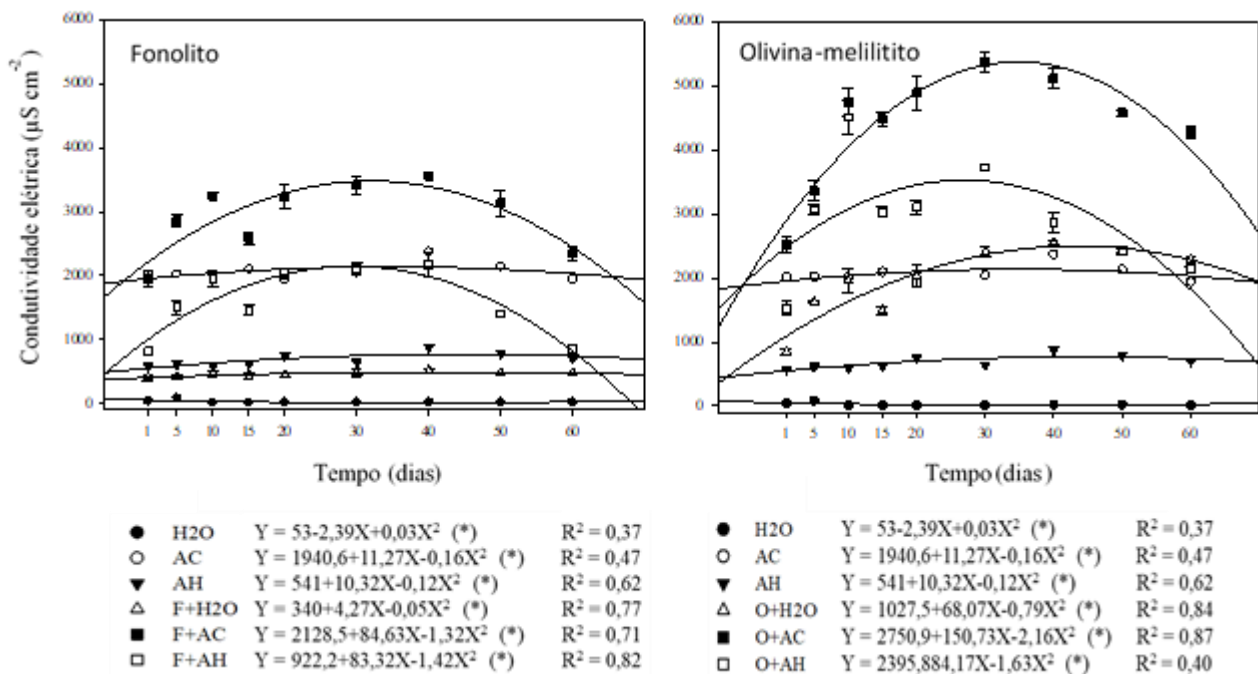 Fonolito
Condutividade elétrica (µS cm-2)
6000
5000
4000
3000
2000
1000
0
1 5 10 15 20 30 40 50 60
Tempo (dias)
Olivina-melilitito
6000
5000
4000
3000
2000
1000
0
1 5 10 15 20 30 40 50 60
Tempo (dias)
H2O Y = 53-2,39X+0,03X2 (*) R2 = 0,37
AC Y = 1940,6+11,27X-0,16X2 (*) R2 = 0,47
AH Y = 541+10,32X-0,12X2 (*) R2 = 0,62
F+H2O Y = 340+4,27X-0,05X2 (*) R2 = 0,77
F+AC Y = 2128,5+84,63X-1,32X2 (*) R2 = 0,71
F+AH Y = 922,2+83,32X-1,42X2 (*) R2 = 0,82
H2O Y = 53-2,39X+0,03X2 (*) R2 = 0,37
AC Y = 1940,6+11,27X-0,16X2 (*) R2 = 0,47
AH Y = 541+10,32X-0,12X2 (*) R2 = 0,62
O+H2O Y = 1027,5+68,07X-0,79X2 (*) R2 = 0,84
O+AC Y = 2750,9+150,73X-2,16X2 (*) R2 = 0,87
O+AH Y = 2395,884,17X-1,63X2 (*) R2 = 0,40